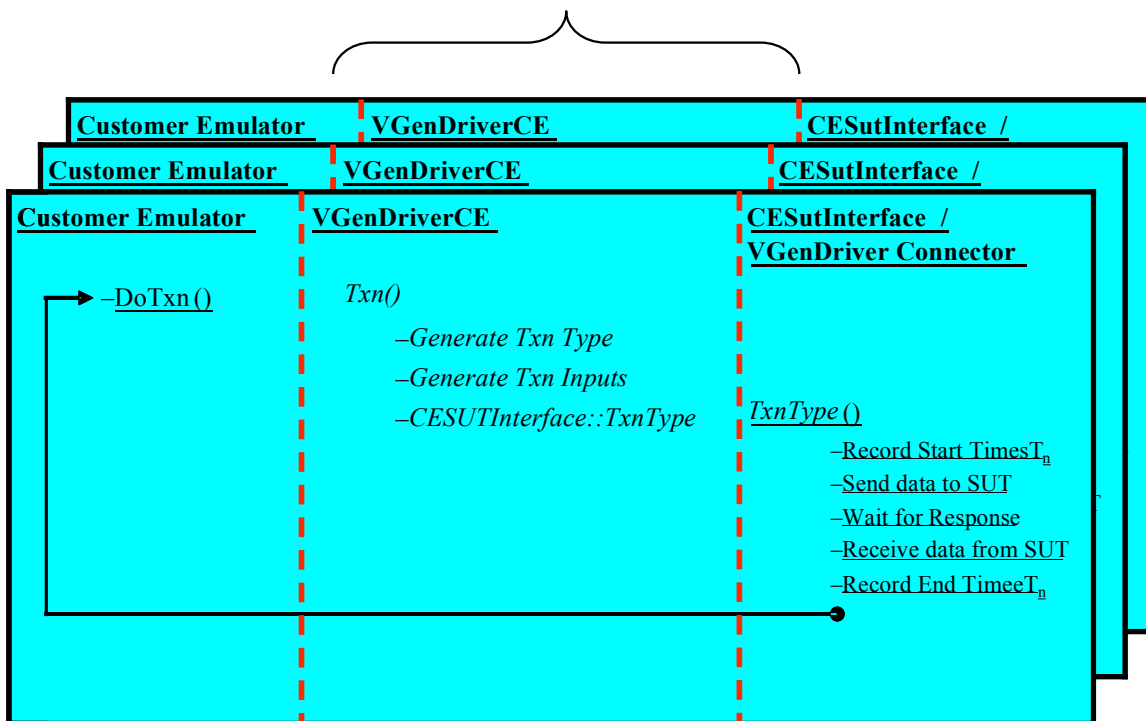 Customer Emulator VGenDriverCE CESutInterface /
Customer Emulator VGenDriverCE CESutInterface /
Customer Emulator VGenDriverCE CESutInterface /
VGenDriver Connector
–DoTxn ()
Txn()
–Generate Txn Type
–Generate Txn Inputs
–CESUTInterface::TxnType
TxnType ()
–Record Start TimesTn
–Send data to SUT
–Wait for Response
–Receive data from SUT
–Record End TimeeTn